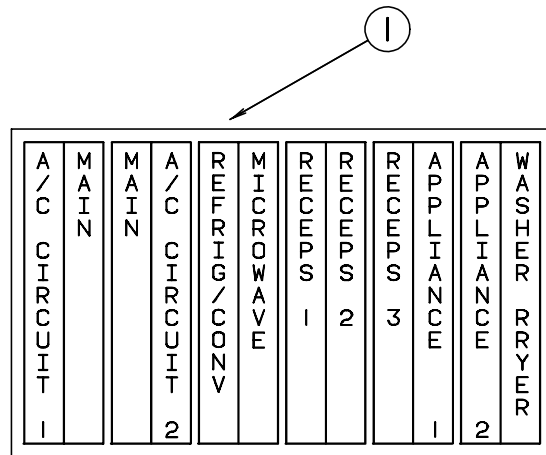 1
A/C CIRCUIT 1
MAIN
MAIN
A/C CIRCUIT 2
REFRIG/CONV
MICROWAVE
RECEPS 1
RECEPS 2
RECEPS 3
APPLIANCE 1
APPLIANCE 2
WASHER RRYER